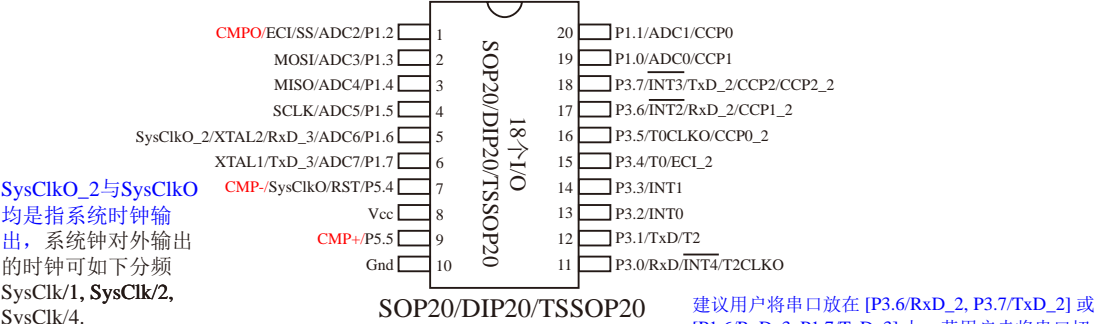 CMPO/ECI/SS/ADC2/P1.2 1
MOSI/ADC3/P1.3 2
MISO/ADC4/P1.4 3
SCLK/ADC5/P1.5 4
SysClkO_2/XTAL2/RxD_3/ADC6/P1.6 5
XTAL1/TxD_3/ADC7/P1.7 6
CMP-/SysClkO/RST/P5.4 7
Vcc 8
CMP+/P5.5 9
Gnd 10
SOP20/DIP20/TSSOP20
18个I/O
20 P1.1/ADC1/CCP0
19 P1.0/ADC0/CCP1
18 P3.7/INT3/TxD_2/CCP2/CCP2_2
17 P3.6/INT2/RxD_2/CCP1_2
16 P3.5/T0CLKO/CCP0_2
15 P3.4/T0/ECI_2
14 P3.3/INT1
13 P3.2/INT0
12 P3.1/TxD/T2
11 P3.0/RxD/INT4/T2CLKO
SOP20/DIP20/TSSOP20
SysClkO_2与SysClkO
均是指系统时钟输
出，系统钟对外输出
的时钟可如下分频
SysClk/1, SysClk/2,
SysClk/4.
建议用户将串口放在 [P3.6/RxD_2, P3.7/TxD_2] 或